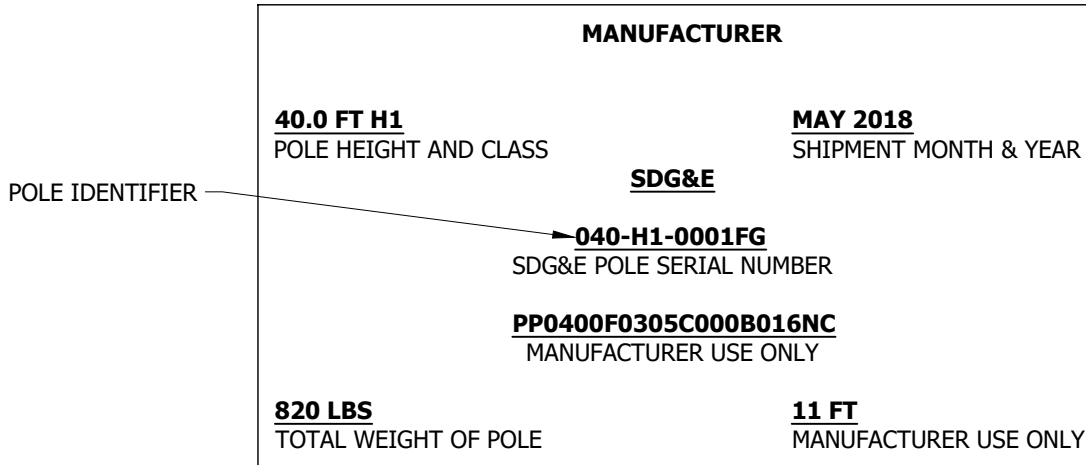 MANUFACTURER
40.0 FT H1
POLE HEIGHT AND CLASS
MAY 2018
SHIPMENT MONTH & YEAR
SDG&E
POLE IDENTIFIER
040-H1-0001FG
SDG&E POLE SERIAL NUMBER
PP0400F0305C000B016NC
MANUFACTURER USE ONLY
820 LBS
TOTAL WEIGHT OF POLE
11 FT
MANUFACTURER USE ONLY